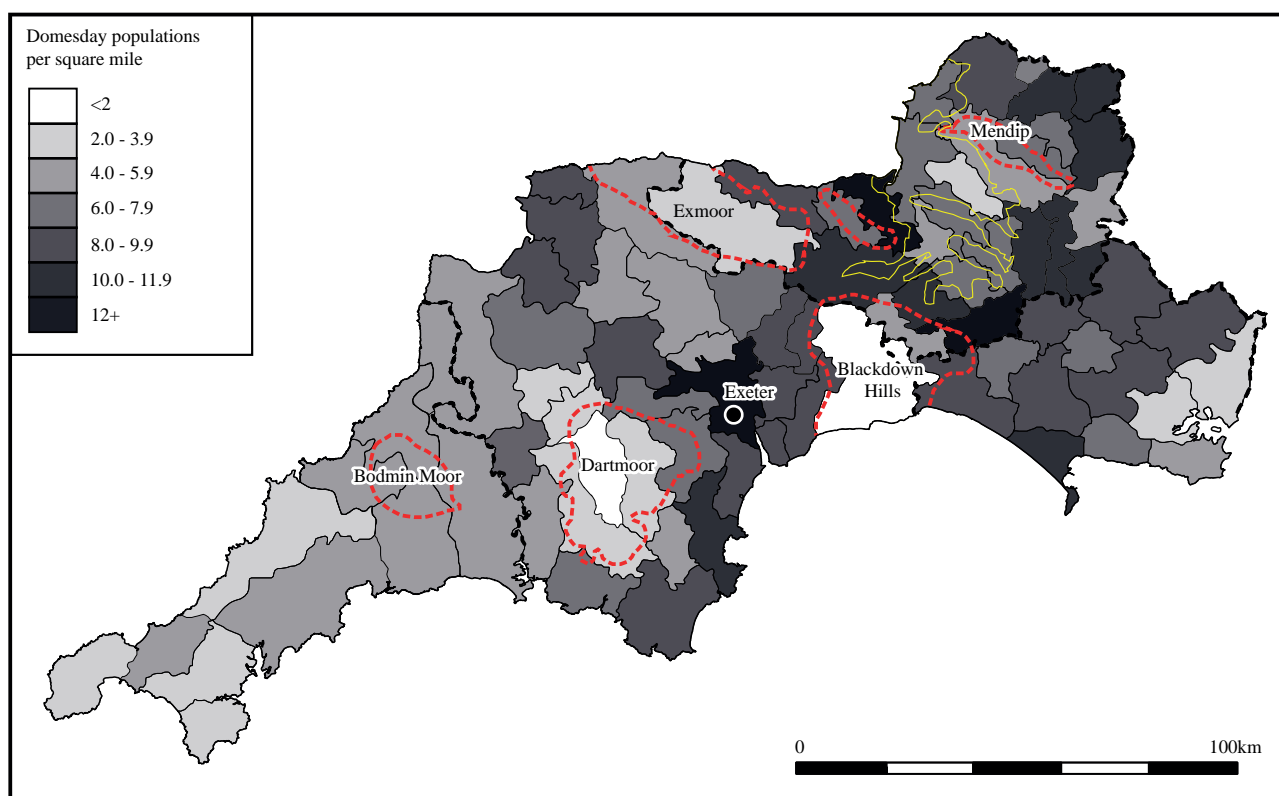 Domesday populations
per square mile
<2
2.0 - 3.9
4.0 - 5.9
6.0 - 7.9
8.0 - 9.9
10.0 - 11.9
12+
Mendip
Exmoor
Blackdown
Hills
Exeter
Dartmoor
Bodmin Moor
0
100km